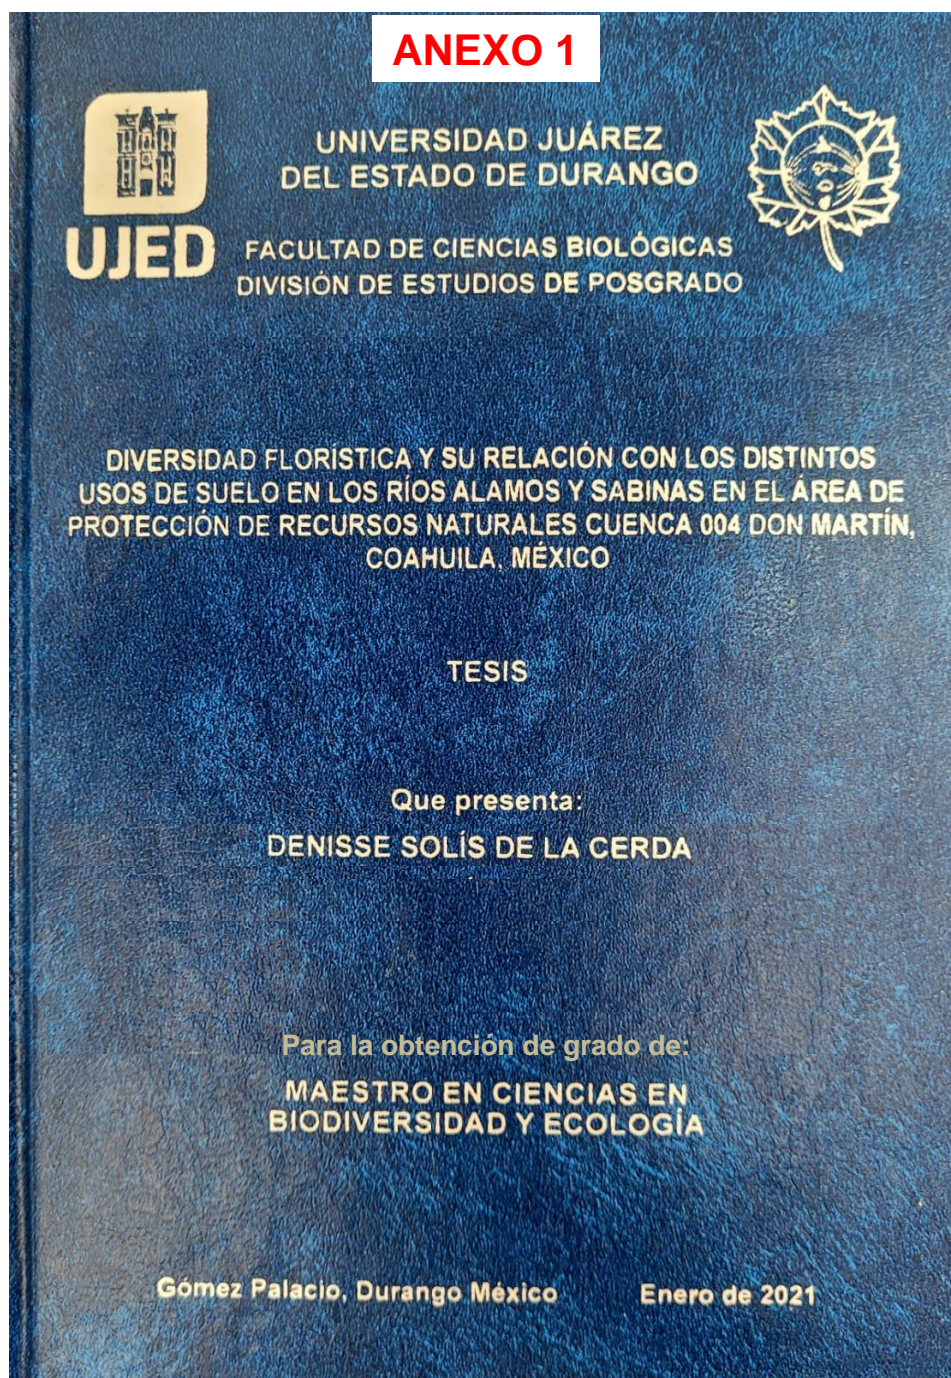 ANEXO 1
UNIVERSIDAD JUÁREZ
DEL ESTADO DE DURANGO
UJED
FACULTAD DE CIENCIAS BIOLÓGICAS
DIVISIÓN DE ESTUDIOS DE POSGRADO
DIVERSIDAD FLORÍSTICA Y SU RELACIÓN CON LOS DISTINTOS
USOS DE SUELO EN LOS RÍOS ALAMOS Y SABINAS EN EL ÁREA DE
PROTECCIÓN DE RECURSOS NATURALES CUENCA 004 DON MARTÍN,
COAHUILA. MÉXICO
TESIS
Que presenta:
DENISSE SOLÍS DE LA CERDA
Para la obtención de grado de:
MAESTRO EN CIENCIAS EN
BIODIVERSIDAD Y ECOLOGÍA
Gómez Palacio, Durango México Enero de 2021